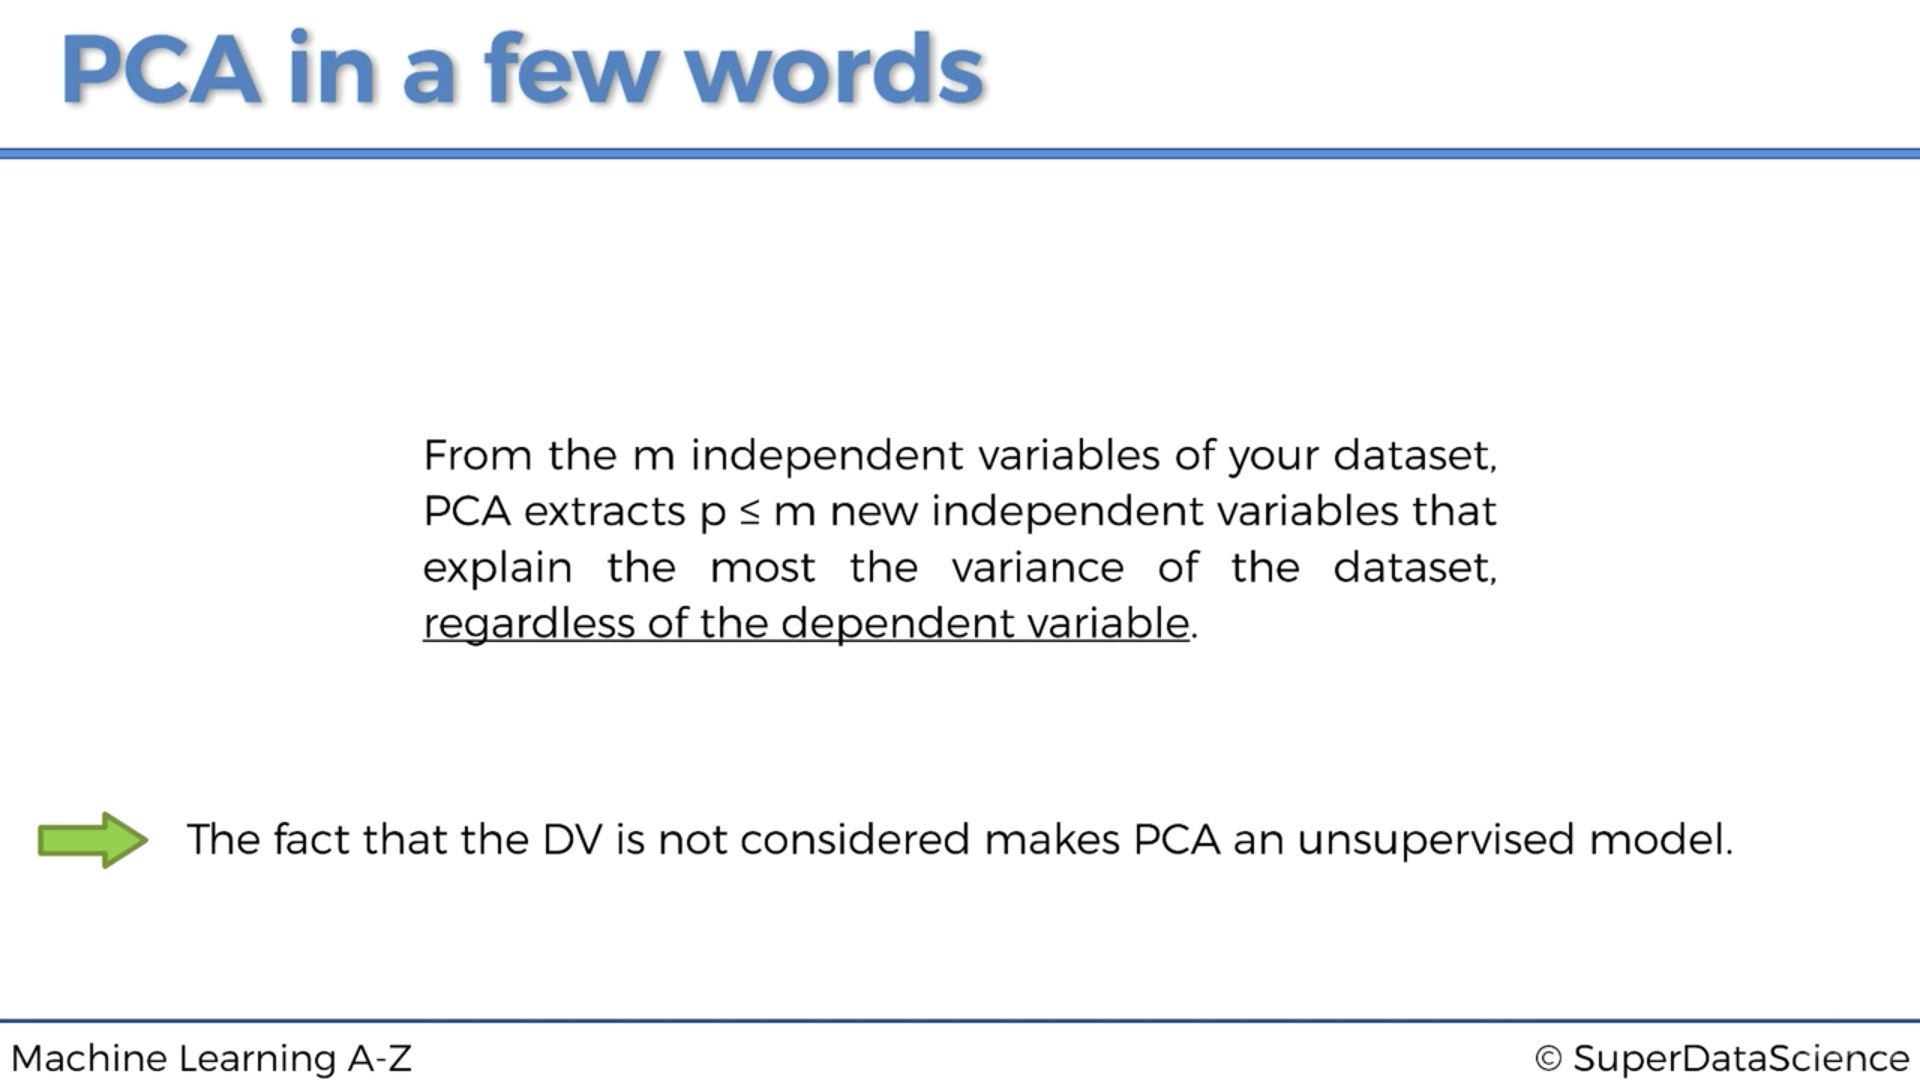 PCA in a few words
From the m independent variables of your dataset,
PCA extracts p ≤ m new independent variables that
explain the most the variance of the dataset,
regardless of the dependent variable.
The fact that the DV is not considered makes PCA an unsupervised model.
Machine Learning A-Z
© SuperDataScience